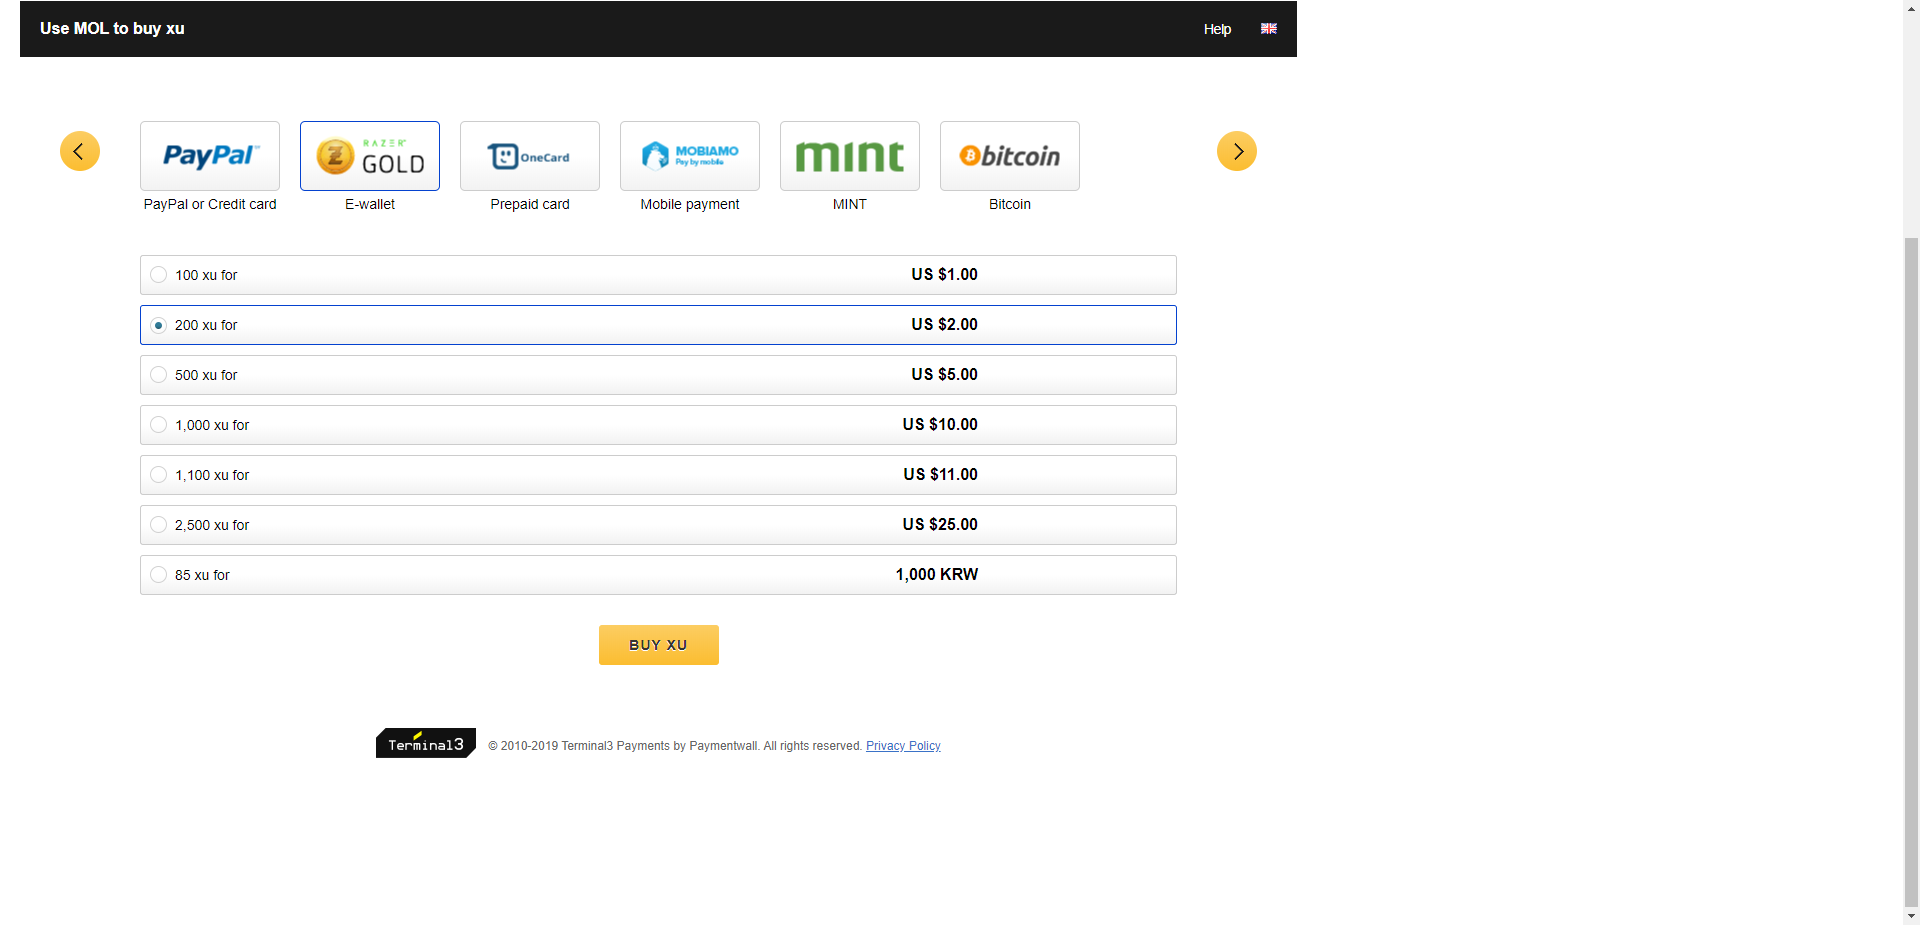 Use MOL to buy xu
Help
PayPal™
RAZER
GOLD
OneCard
MOBIAMO
Pay by mobile
mint
bitcoin
PayPal or Credit card
E-wallet
Prepaid card
Mobile payment
MINT
Bitcoin
100 xu for US $1.00
200 xu for US $2.00
500 xu for US $5.00
1,000 xu for US $10.00
1,100 xu for US $11.00
2,500 xu for US $25.00
85 xu for 1,000 KRW
BUY XU
Terminal3 © 2010-2019 Terminal3 Payments by Paymentwall. All rights reserved. Privacy Policy